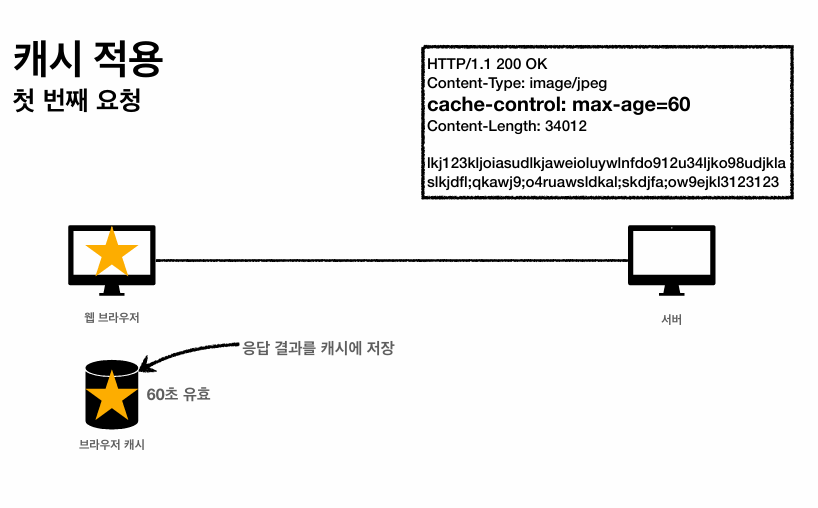 캐시 적용
첫 번째 요청
HTTP/1.1 200 OK
Content-Type: image/jpeg
cache-control: max-age=60
Content-Length: 34012
lkj123kljoiasudlkjaweioluywlnfdo912u34ljko98udjkla
slkjdfl;qkawj9;o4ruawsldkal;skdjfa;ow9ejkl3123123
웹 브라우저
서버
응답 결과를 캐시에 저장
60초 유효
브라우저 캐시